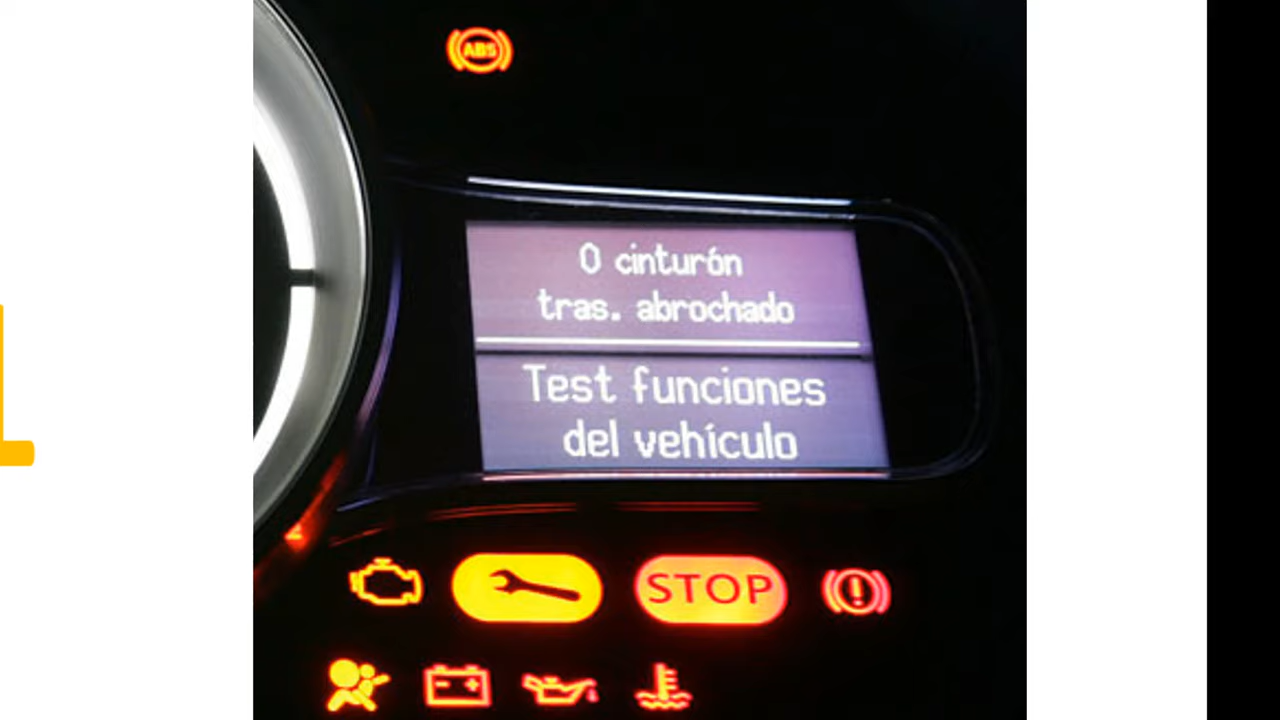 ABS
0 cinturón
tras. abrochado
Test funciones
del vehículo
STOP